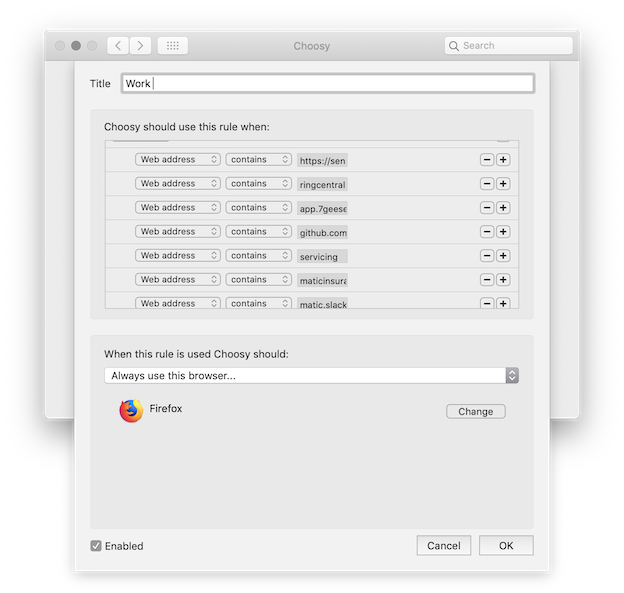 Choosy
Search
Title Work
Choosy should use this rule when:
Web address contains https://sen
Web address contains ringcentral
Web address contains app.7geese
Web address contains github.com
Web address contains servicing
Web address contains maticinsura
Web address contains matic.slack
When this rule is used Choosy should:
Always use this browser...
Firefox Change
Enabled Cancel OK